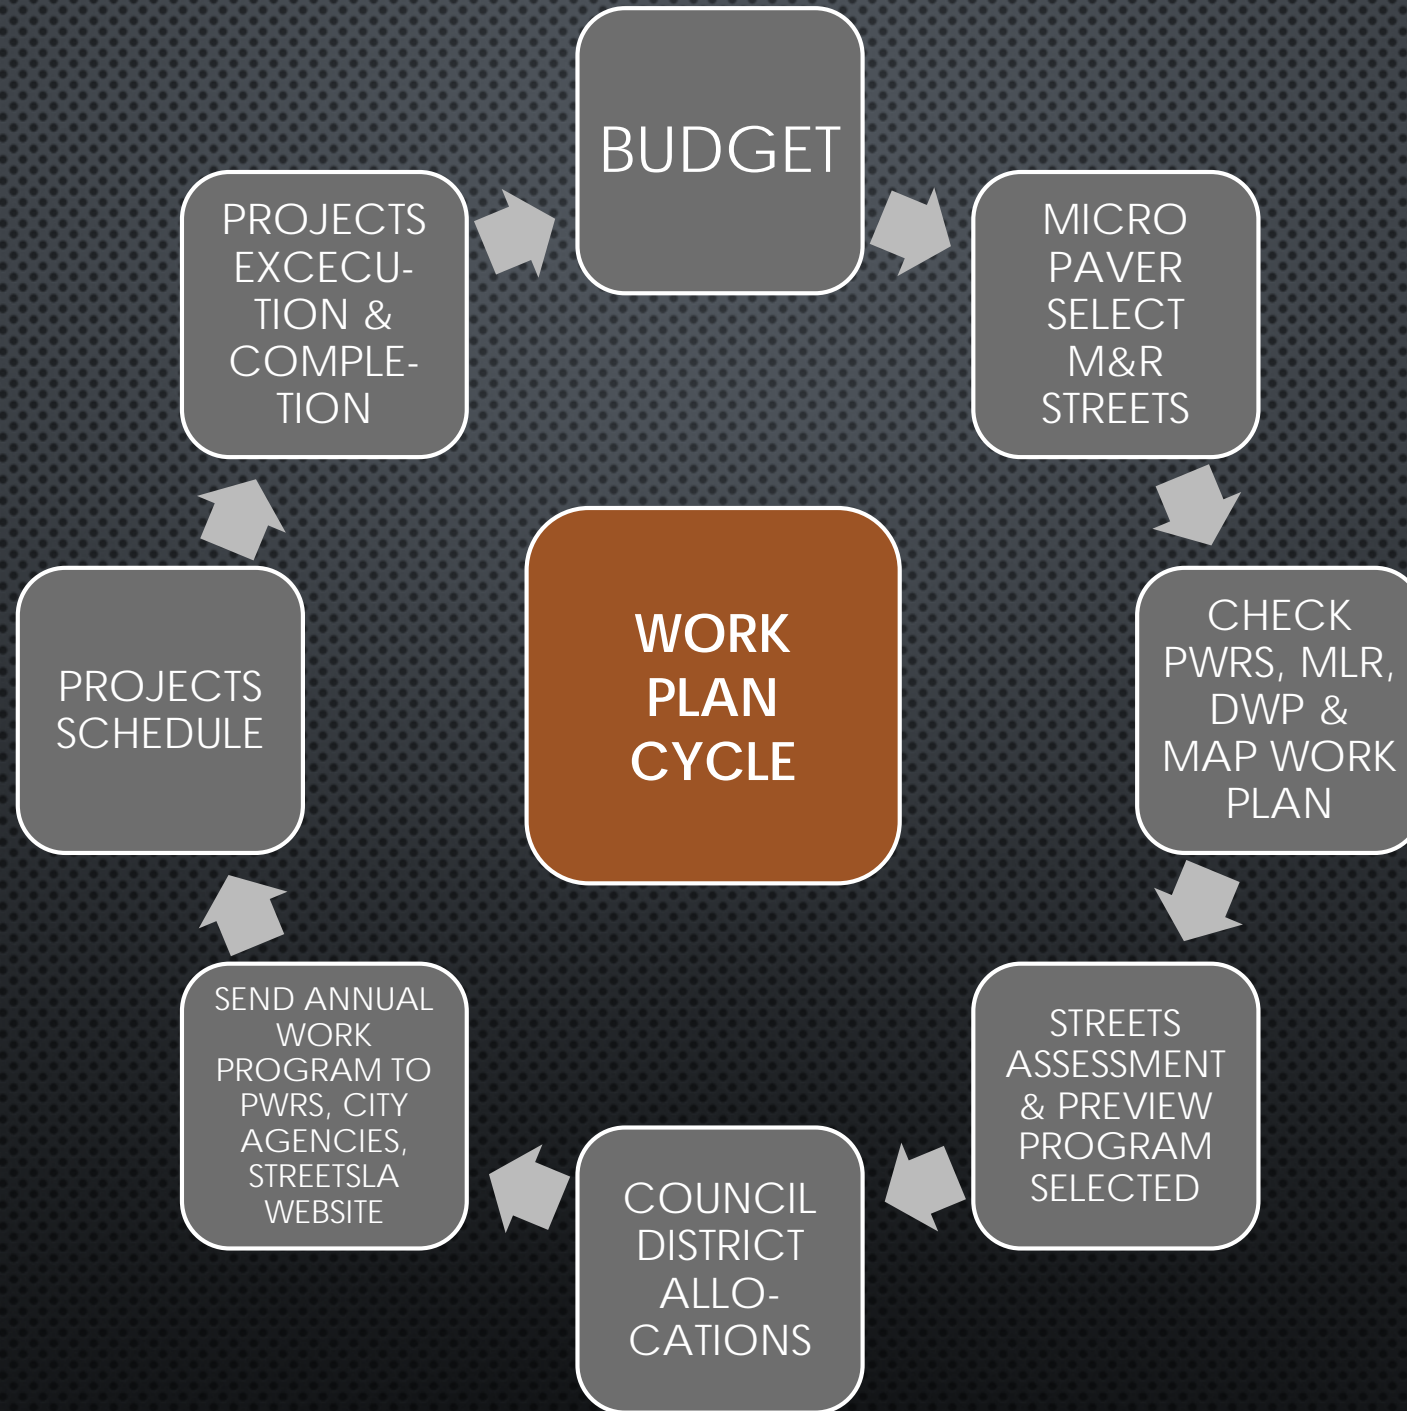 BUDGET
MICRO
PAVER
SELECT
M&R
STREETS
CHECK
PWRS, MLR,
DWP &
MAP WORK
PLAN
STREETS
ASSESSMENT
& PREVIEW
PROGRAM
SELECTED
COUNCIL
DISTRICT
ALLO-
CATIONS
SEND ANNUAL
WORK
PROGRAM TO
PWRS, CITY
AGENCIES,
STREETSLA
WEBSITE
PROJECTS
SCHEDULE
PROJECTS
EXCECU-
TION &
COMPLE-
TION
WORK
PLAN
CYCLE